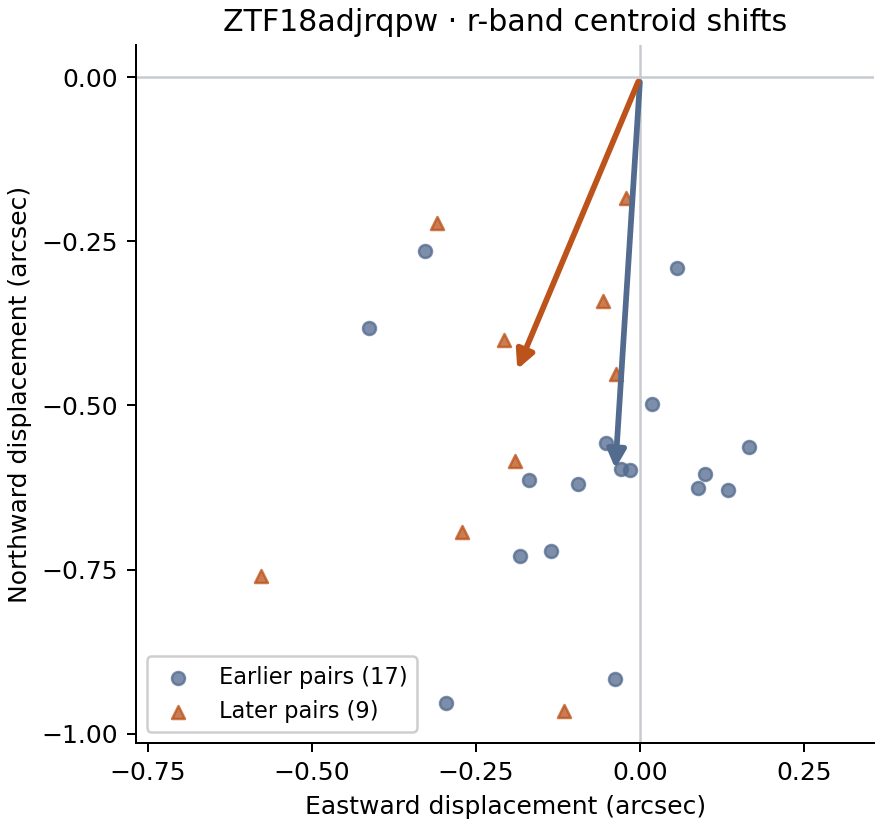 ZTF18adjrqpw · r-band centroid shifts
0.00
−0.25
−0.50
−0.75
−1.00
Northward displacement (arcsec)
Earlier pairs (17)
Later pairs (9)
−0.75
−0.50
−0.25
0.00
0.25
Eastward displacement (arcsec)